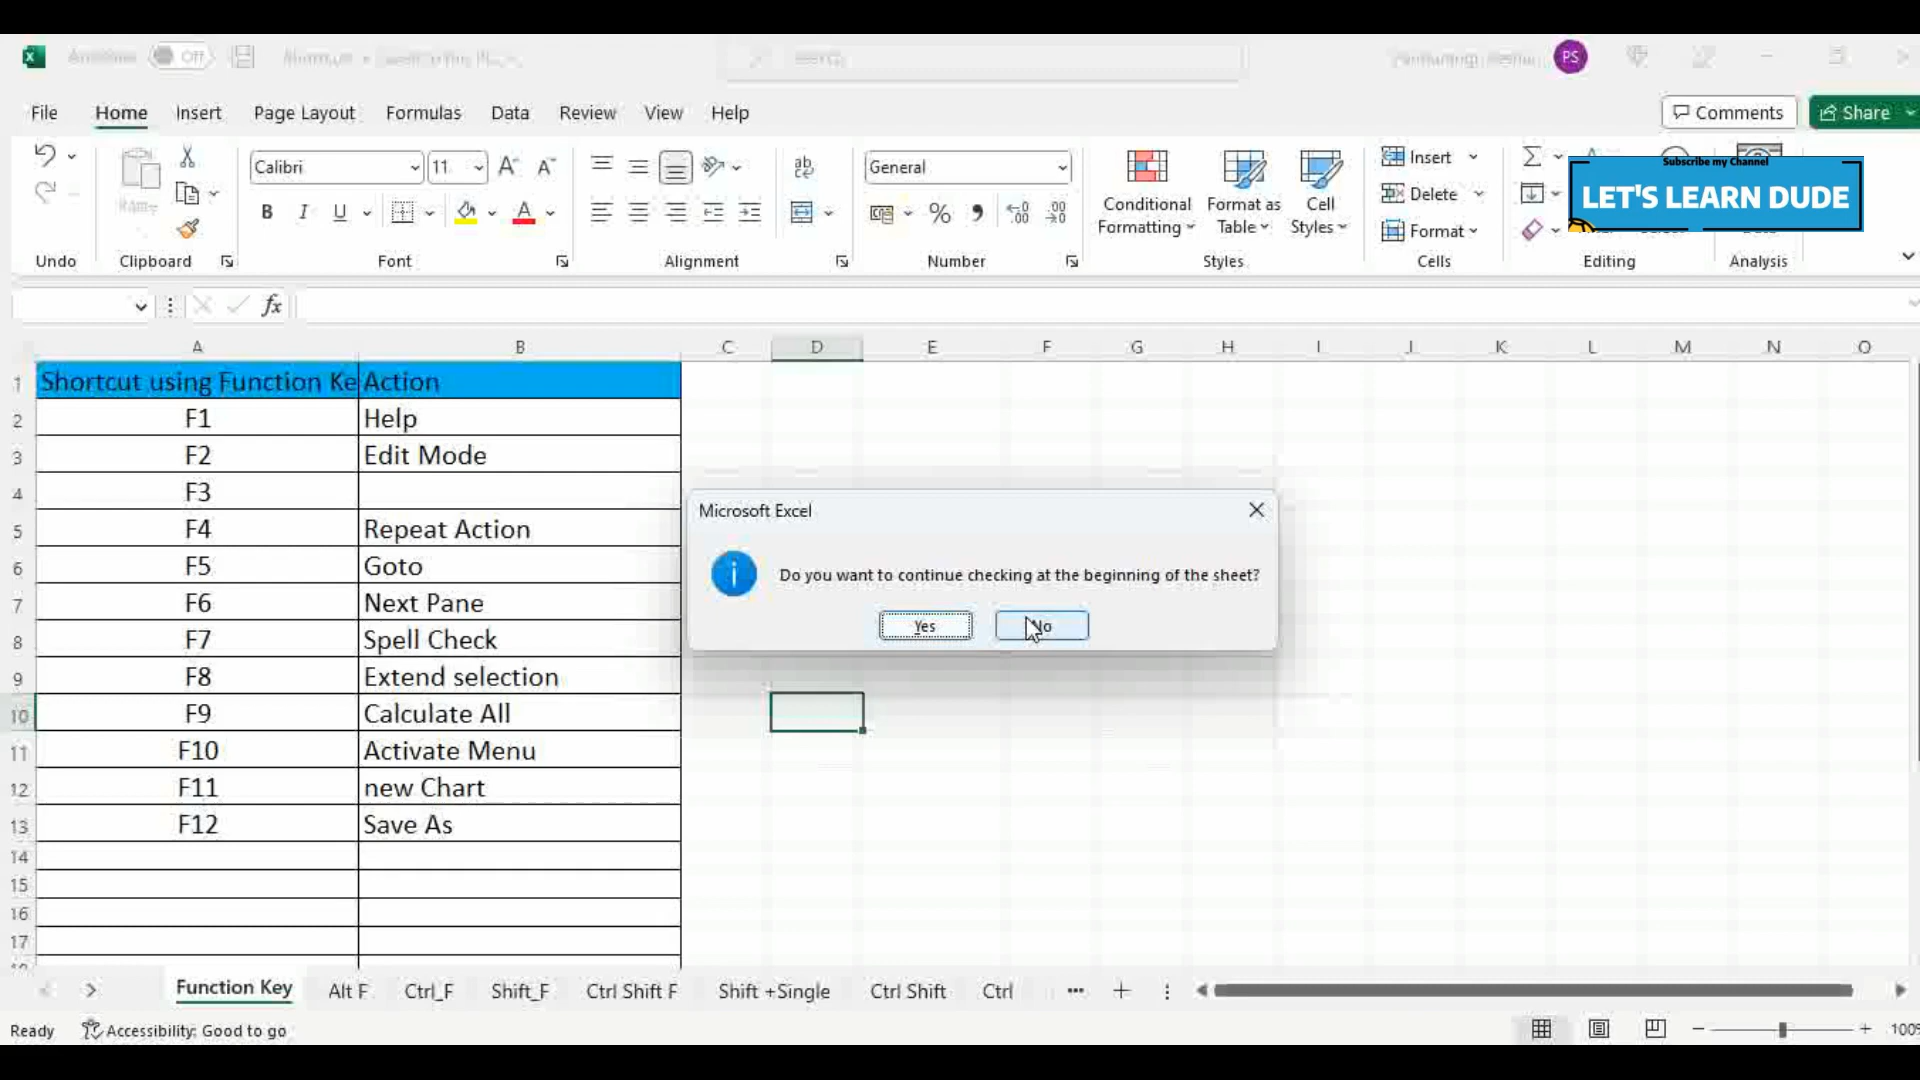 Off
PS
File Home Insert Page Layout Formulas Data Review View Help
Comments Share
Calibri 11 General
Insert
Delete
Format
Conditional Formatting
Format as Table
Cell Styles
B I U
ab
Subscribe my Channel
LET'S LEARN DUDE
Undo Clipboard Font Alignment Number Styles Cells Editing Analysis
fx
A B C D E F G H I J K L M N O
1 Shortcut using Function Ke Action
2 F1 Help
3 F2 Edit Mode
4 F3
5 F4 Repeat Action
6 F5 Goto
7 F6 Next Pane
8 F7 Spell Check
9 F8 Extend selection
10 F9 Calculate All
11 F10 Activate Menu
12 F11 new Chart
13 F12 Save As
14
15
16
17
Microsoft Excel
Do you want to continue checking at the beginning of the sheet?
Yes No
Function Key Alt F Ctrl_F Shift_F Ctrl Shift F Shift +Single Ctrl Shift Ctrl
Ready Accessibility: Good to go